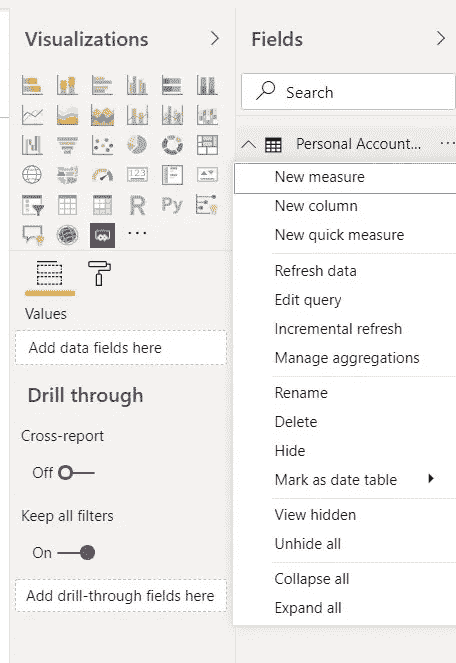 Visualizations
Fields
Search
Personal Account...
123
R
Py
Values
Add data fields here
Drill through
Cross-report
Off
Keep all filters
On
Add drill-through fields here
New measure
New column
New quick measure
Refresh data
Edit query
Incremental refresh
Manage aggregations
Rename
Delete
Hide
Mark as date table
View hidden
Unhide all
Collapse all
Expand all